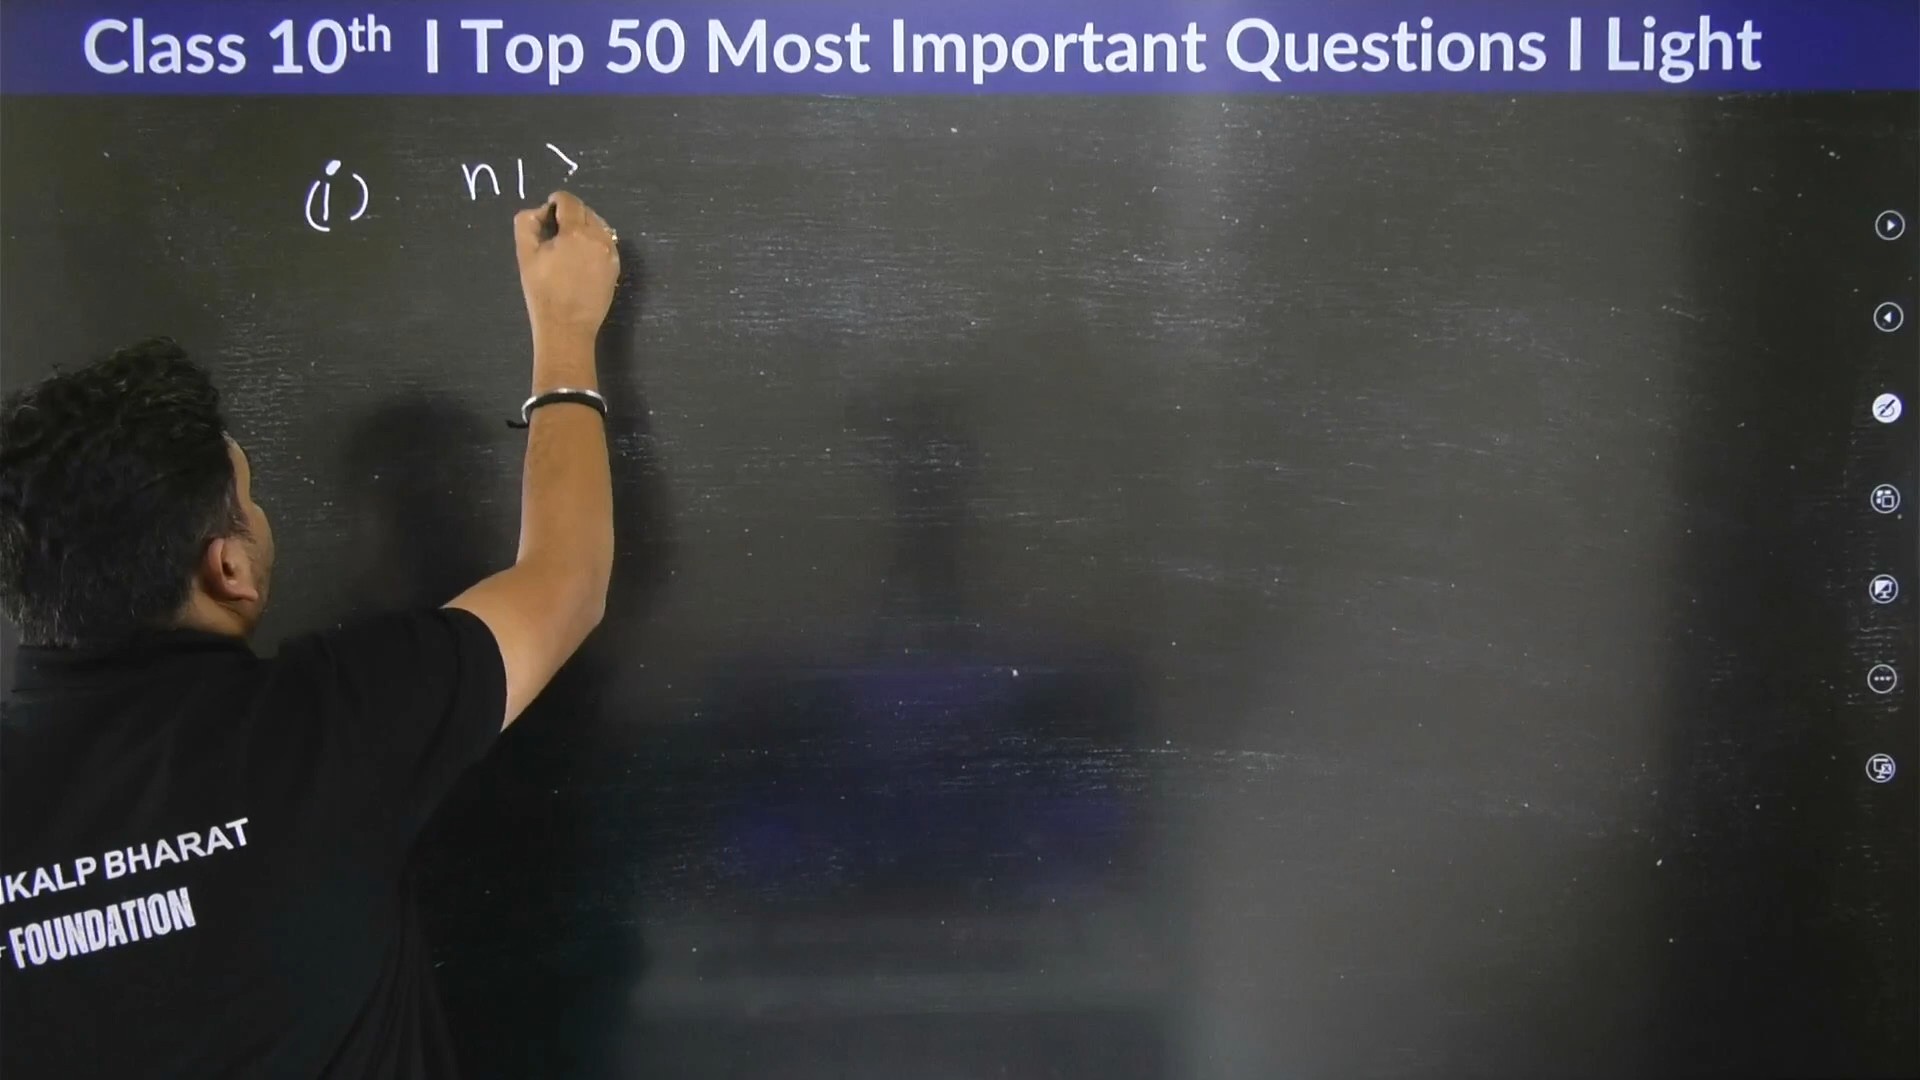 Class 10th I Top 50 Most Important Questions I Light
(i) n1 >
KALP BHARAT
FOUNDATION